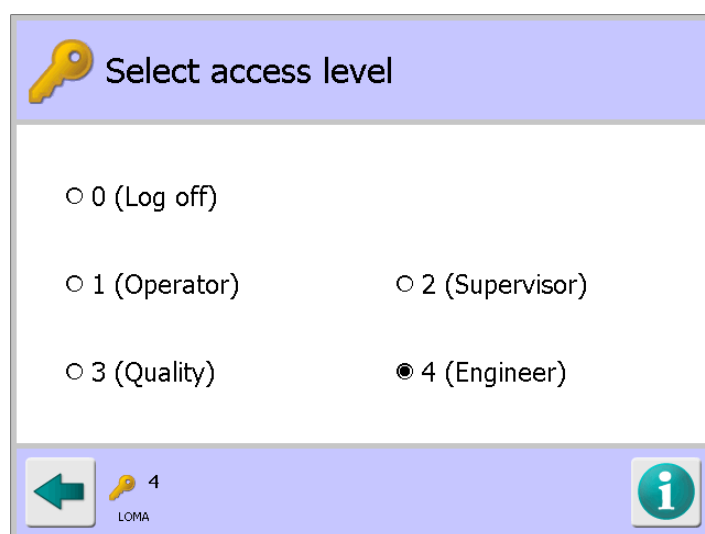 Select access level
0 (Log off)
1 (Operator)
2 (Supervisor)
3 (Quality)
4 (Engineer)
4
LOMA
i